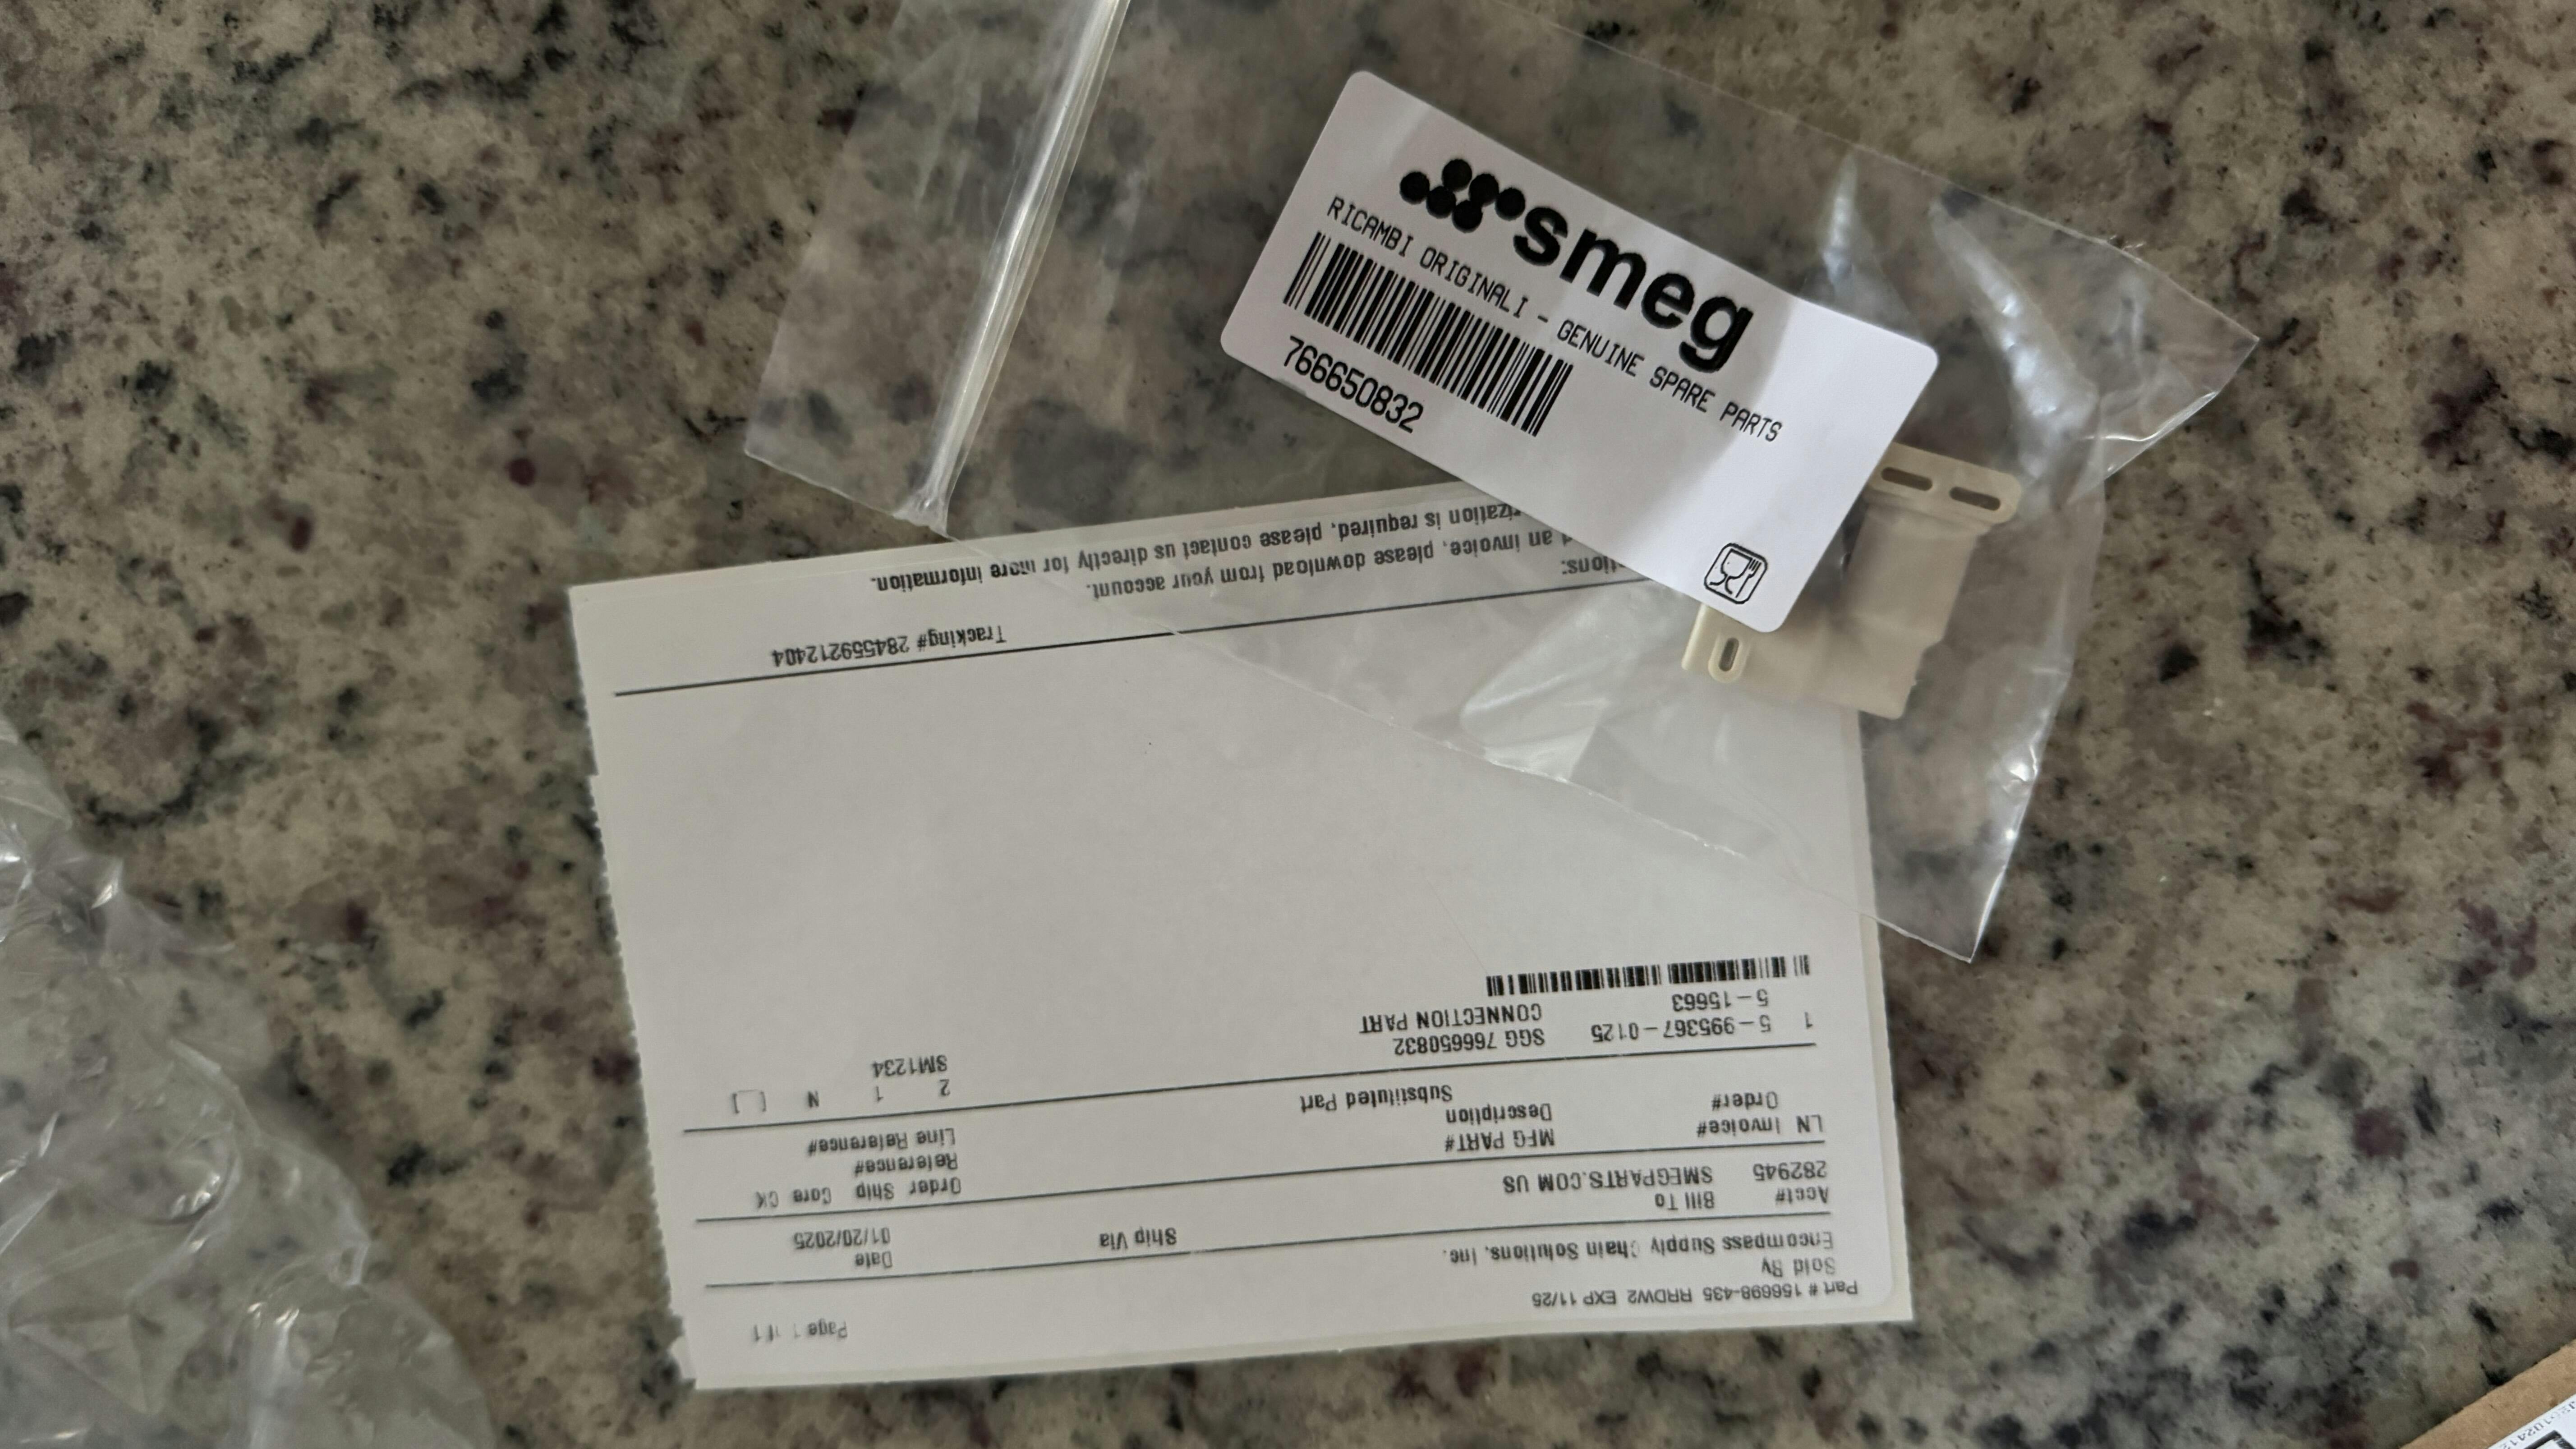 smeg
RICAMBI ORIGINALI - GENUINE SPARE PARTS
766650832
Part # 156698-435 RRDW2 EXP 11/25
Page 1 of 1
Sold By
Encompass Supply Chain Solutions, Inc.
Ship Via
Date
01/20/2025
Acct# Bill To
282945 SMEGPARTS.COM US
LN Invoice# MFG PART# Order Ship Core CK
Order# Description Reference#
Substituted Part Line Reference#
1 5-995367-0125 SGG 766650832 2 1 N [ ]
5-15663 CONNECTION PART SM1234
Tracking# 284559212404
an invoice, please download from your account.
is required, please contact us directly for more information.